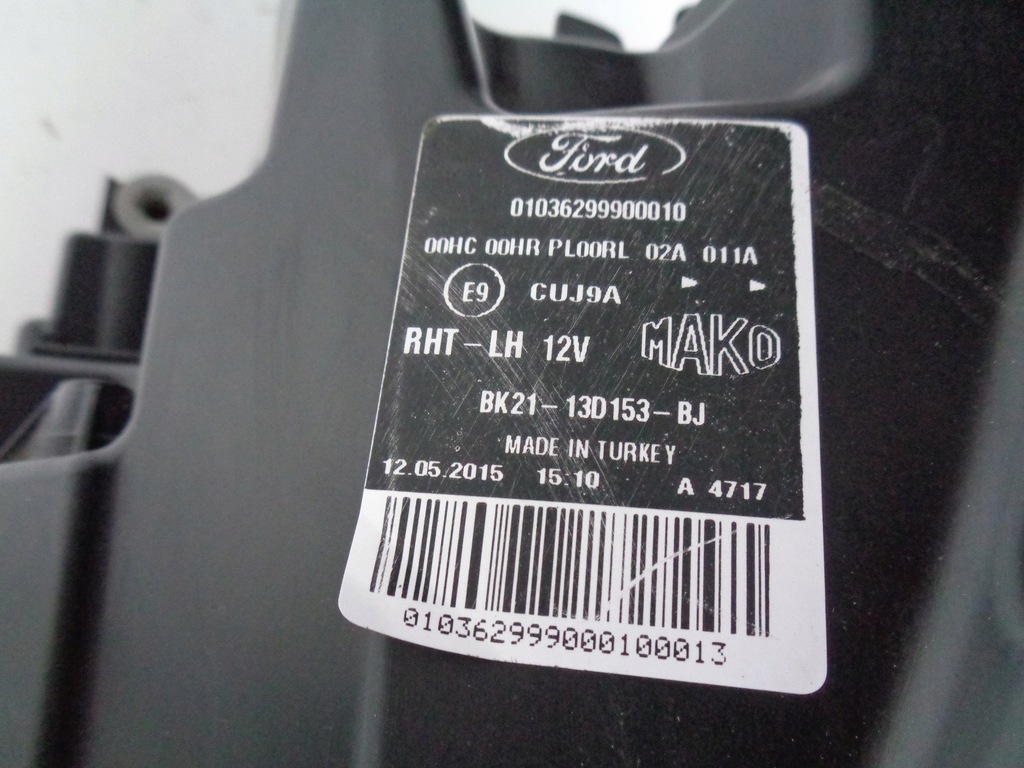 Ford
01036299900010
00HC 00HR PL00RL 02A 011A
E9 CUJ9A
RHT-LH 12V MAKO
BK21-13D153-BJ
MADE IN TURKEY
12.05.2015 15:10 A 4717
010362999000100013